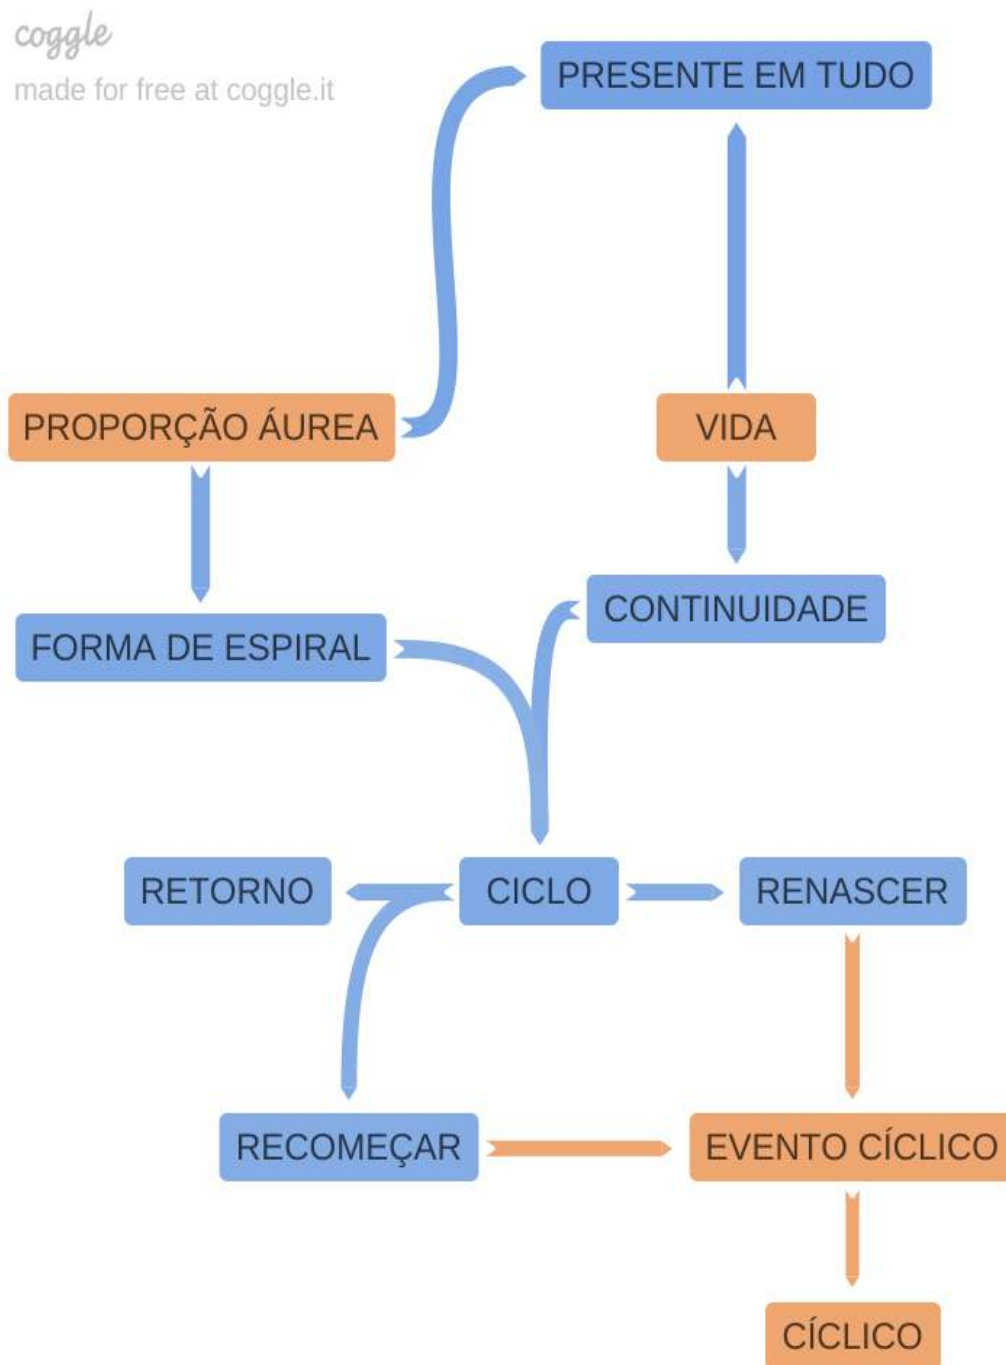 coggle
made for free at coggle.it
PRESENTE EM TUDO
PROPORÇÃO ÁUREA
VIDA
CONTINUIDADE
FORMA DE ESPIRAL
RETORNO
CICLO
RENASCER
RECOMEÇAR
EVENTO CÍCLICO
CÍCLICO